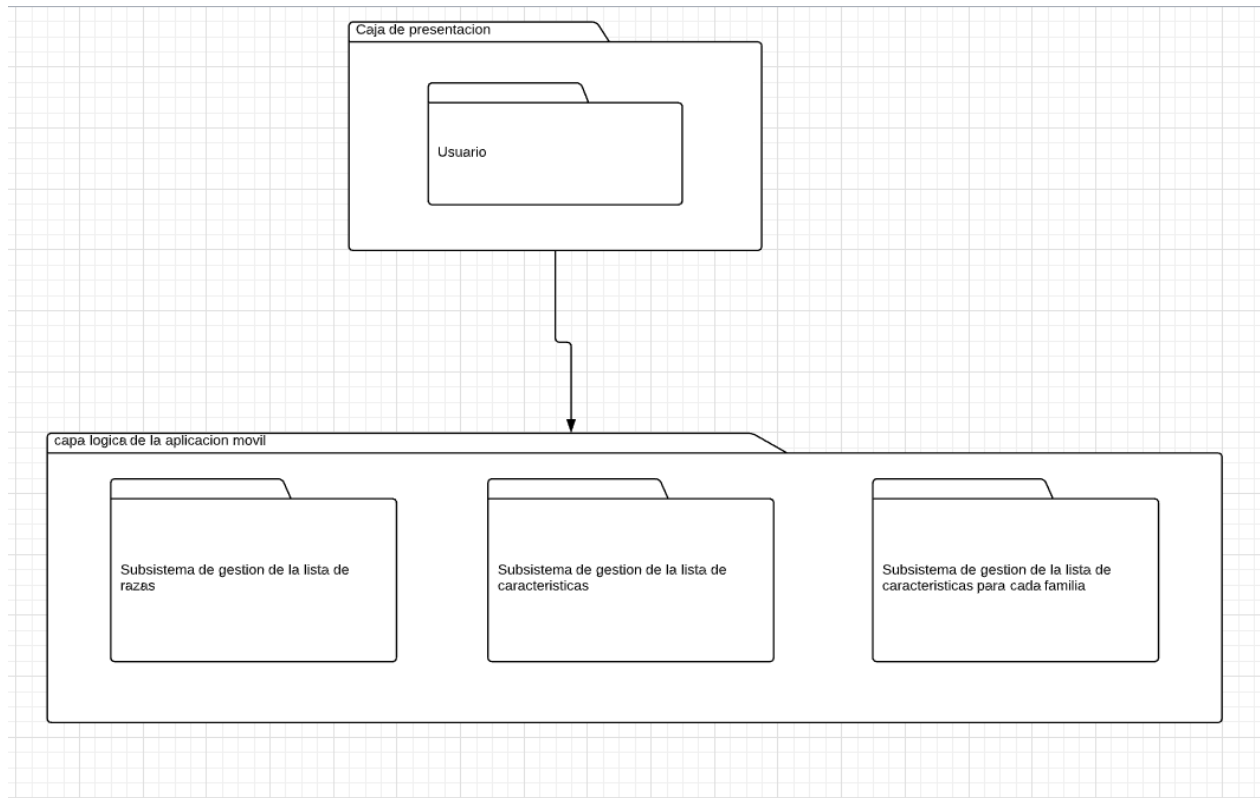 Caja de presentacion
Usuario
capa logica de la aplicacion movil
Subsistema de gestion de la lista de
razas
Subsistema de gestion de la lista de
caracteristicas
Subsistema de gestion de la lista de
caracteristicas para cada familia